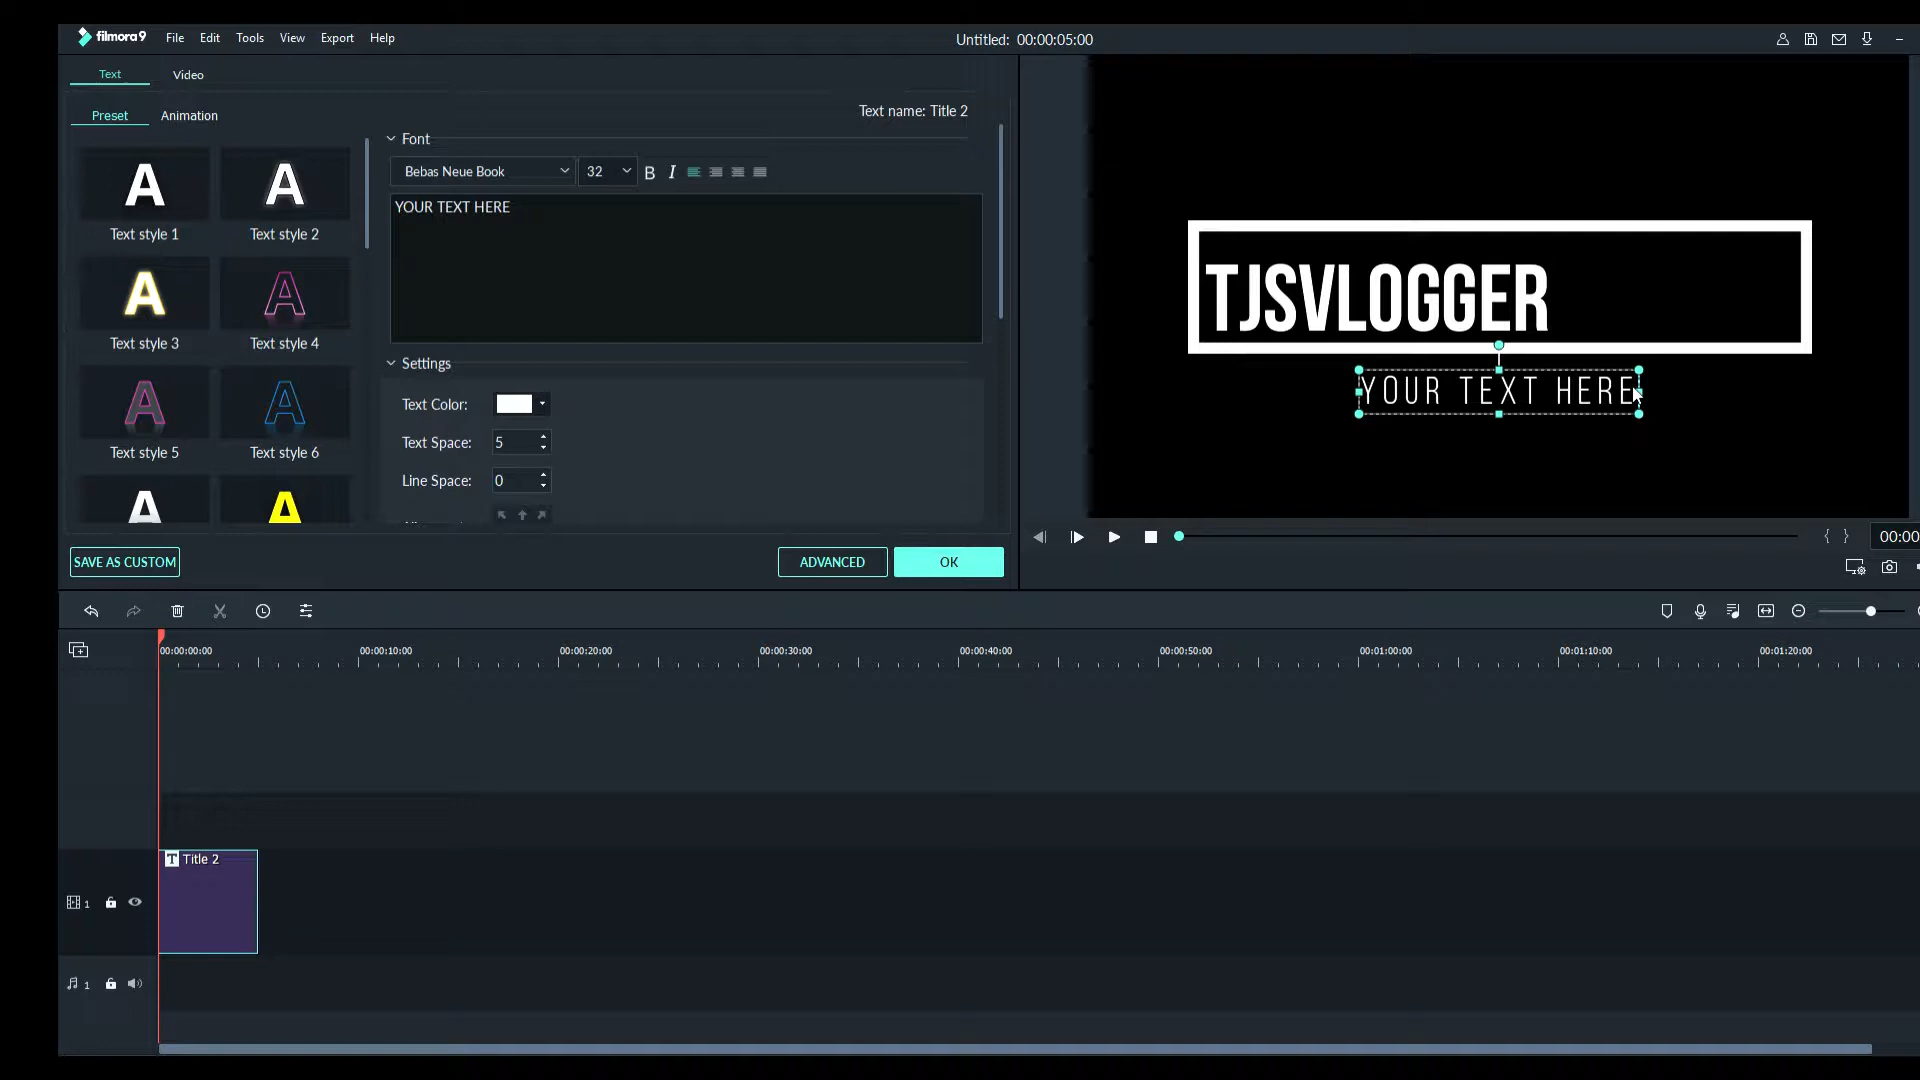 filmora9 File Edit Tools View Export Help Untitled: 00:00:05:00
Text Video
Preset Animation
Text name: Title 2
Font
Bebas Neue Book 32 B I
YOUR TEXT HERE
A A
Text style 1 Text style 2
A A
Text style 3 Text style 4
A A
Text style 5 Text style 6
A A
Settings
Text Color:
Text Space: 5
Line Space: 0
SAVE AS CUSTOM ADVANCED OK
TJSVLOGGER
YOUR TEXT HERE
{ } 00:00
00:00:00:00 00:00:10:00 00:00:20:00 00:00:30:00 00:00:40:00 00:00:50:00 00:01:00:00 00:01:10:00 00:01:20:00
T Title 2
1
1